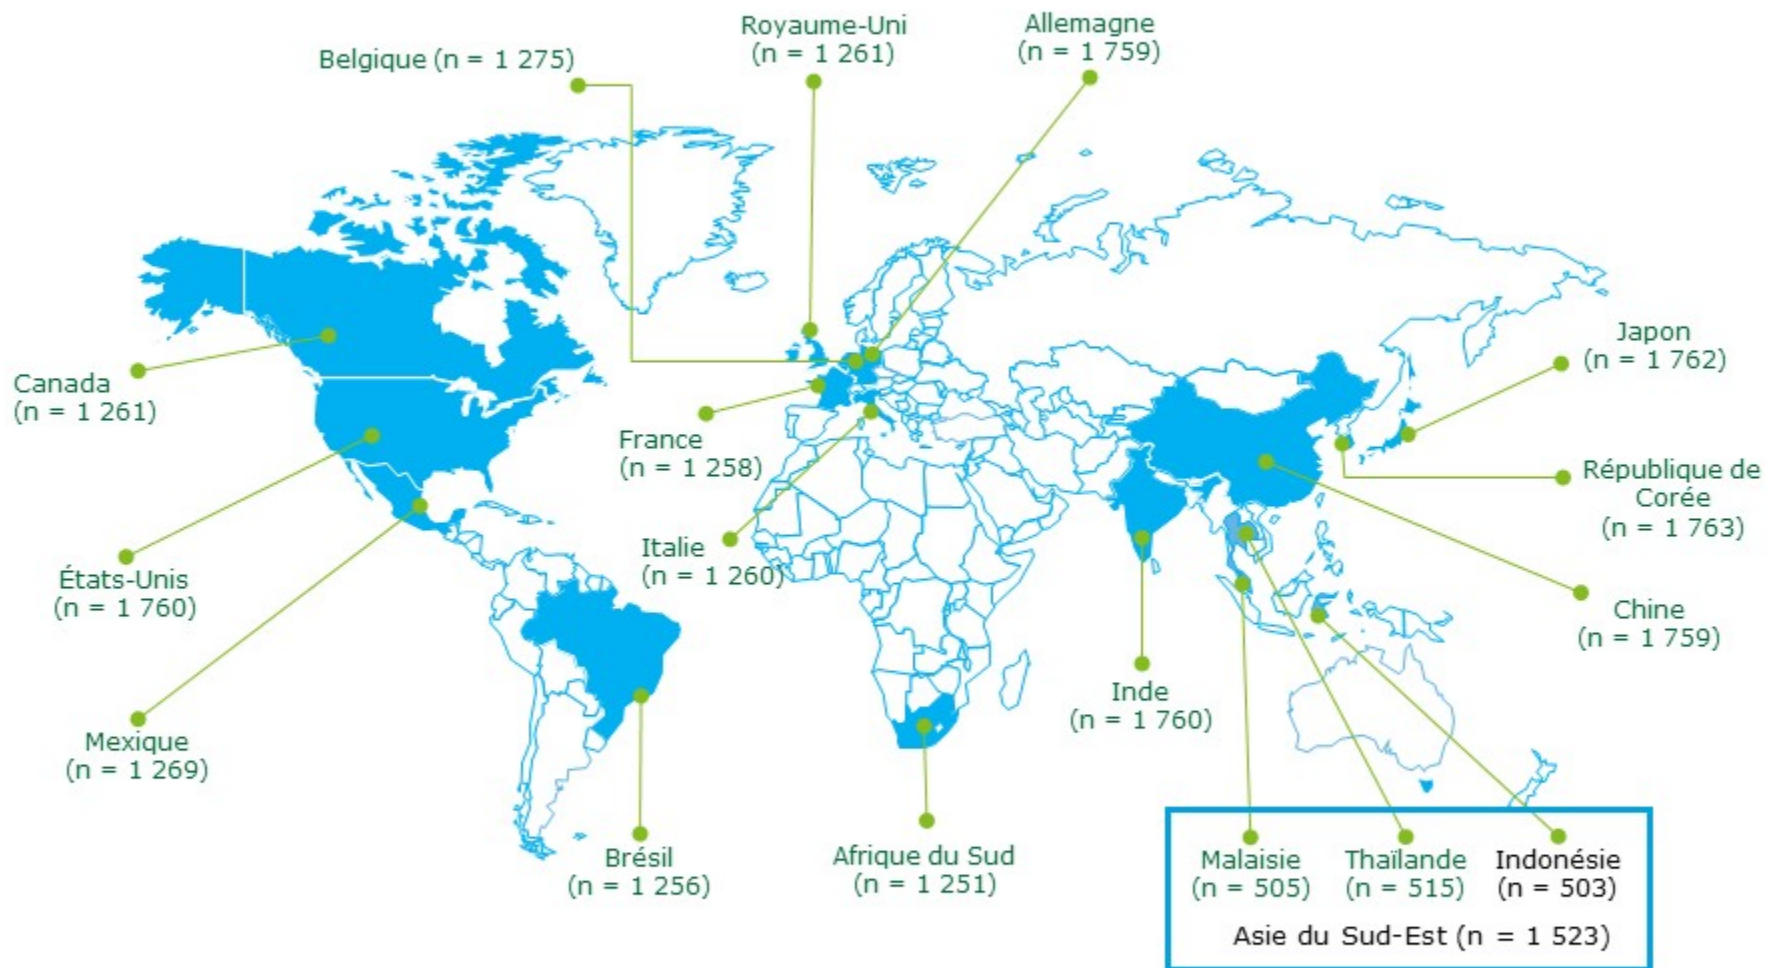 Royaume-Uni
(n = 1 261)
Allemagne
(n = 1 759)
Belgique (n = 1 275)
Japon
(n = 1 762)
Canada
(n = 1 261)
France
(n = 1 258)
République de
Corée
(n = 1 763)
Italie
(n = 1 260)
États-Unis
(n = 1 760)
Chine
(n = 1 759)
Inde
(n = 1 760)
Mexique
(n = 1 269)
Brésil
(n = 1 256)
Afrique du Sud
(n = 1 251)
Malaisie
(n = 505)
Thaïlande
(n = 515)
Indonésie
(n = 503)
Asie du Sud-Est (n = 1 523)